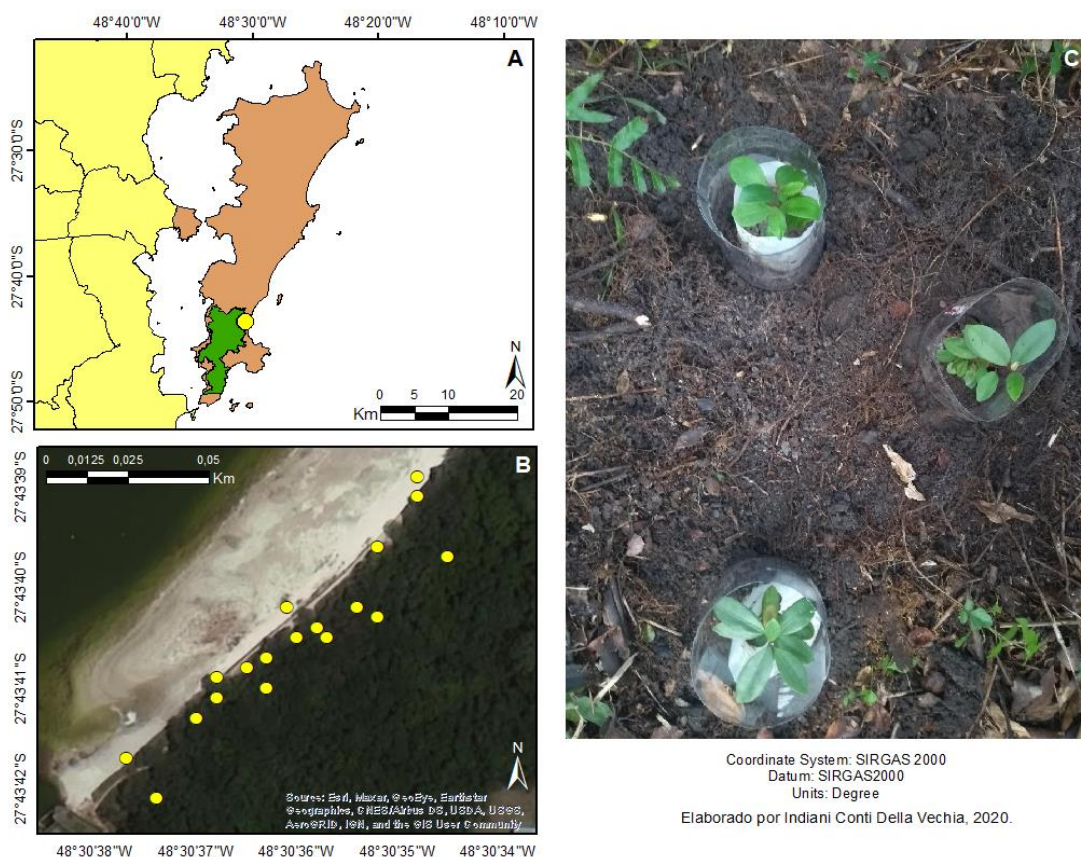 48°40'0"W 48°30'0"W 48°20'0"W 48°10'0"W
A
27°30'0"S
27°40'0"S
27°50'0"S
N
0 5 10 20
Km
B
0 0,0125 0,025 0,05
Km
27°43'39"S
27°43'40"S
27°43'41"S
27°43'42"S
N
Source: Esri, Maxar, GeoEye, Earthstar
Geographics, CNES/Airbus DS, USDA, USGS,
AeroGRID, IGN, and the GIS User Community
48°30'38"W 48°30'37"W 48°30'36"W 48°30'35"W 48°30'34"W
C
Coordinate System: SIRGAS 2000
Datum: SIRGAS2000
Units: Degree
Elaborado por Indiani Conti Della Vechia, 2020.